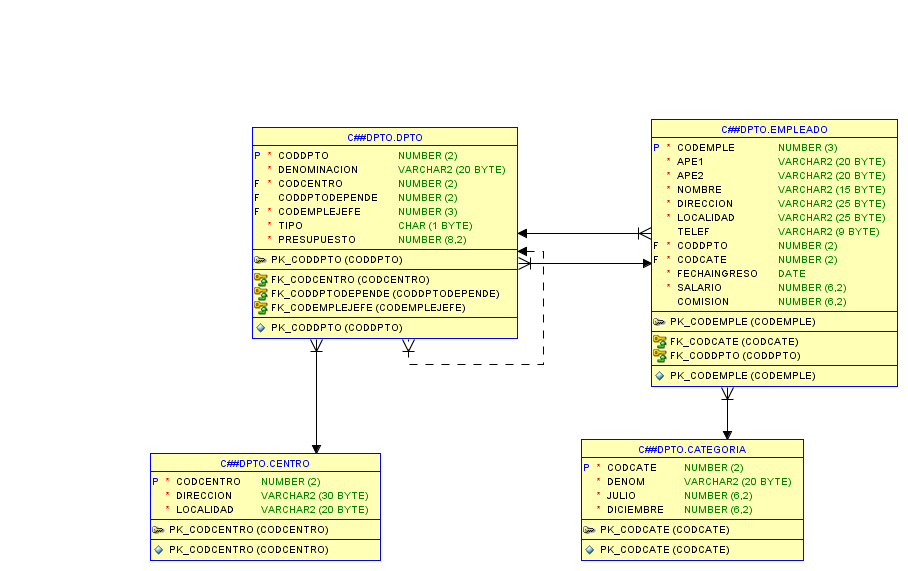 C##DPTO.DPTO
P * CODDPTO NUMBER (2)
* DENOMINACION VARCHAR2 (20 BYTE)
F * CODCENTRO NUMBER (2)
F CODDPTODEPENDE NUMBER (2)
F * CODEMPLEJEFE NUMBER (3)
* TIPO CHAR (1 BYTE)
* PRESUPUESTO NUMBER (8,2)
PK_CODDPTO (CODDPTO)
FK_CODCENTRO (CODCENTRO)
FK_CODDPTODEPENDE (CODDPTODEPENDE)
FK_CODEMPLEJEFE (CODEMPLEJEFE)
PK_CODDPTO (CODDPTO)
C##DPTO.EMPLEADO
P * CODEMPLE NUMBER (3)
* APE1 VARCHAR2 (20 BYTE)
* APE2 VARCHAR2 (20 BYTE)
* NOMBRE VARCHAR2 (15 BYTE)
* DIRECCION VARCHAR2 (25 BYTE)
* LOCALIDAD VARCHAR2 (25 BYTE)
TELEF VARCHAR2 (9 BYTE)
F * CODDPTO NUMBER (2)
F * CODCATE NUMBER (2)
* FECHAINGRESO DATE
* SALARIO NUMBER (6,2)
COMISION NUMBER (6,2)
PK_CODEMPLE (CODEMPLE)
FK_CODCATE (CODCATE)
FK_CODDPTO (CODDPTO)
PK_CODEMPLE (CODEMPLE)
C##DPTO.CENTRO
P * CODCENTRO NUMBER (2)
* DIRECCION VARCHAR2 (30 BYTE)
* LOCALIDAD VARCHAR2 (20 BYTE)
PK_CODCENTRO (CODCENTRO)
PK_CODCENTRO (CODCENTRO)
C##DPTO.CATEGORIA
P * CODCATE NUMBER (2)
* DENOM VARCHAR2 (20 BYTE)
* JULIO NUMBER (6,2)
* DICIEMBRE NUMBER (6,2)
PK_CODCATE (CODCATE)
PK_CODCATE (CODCATE)